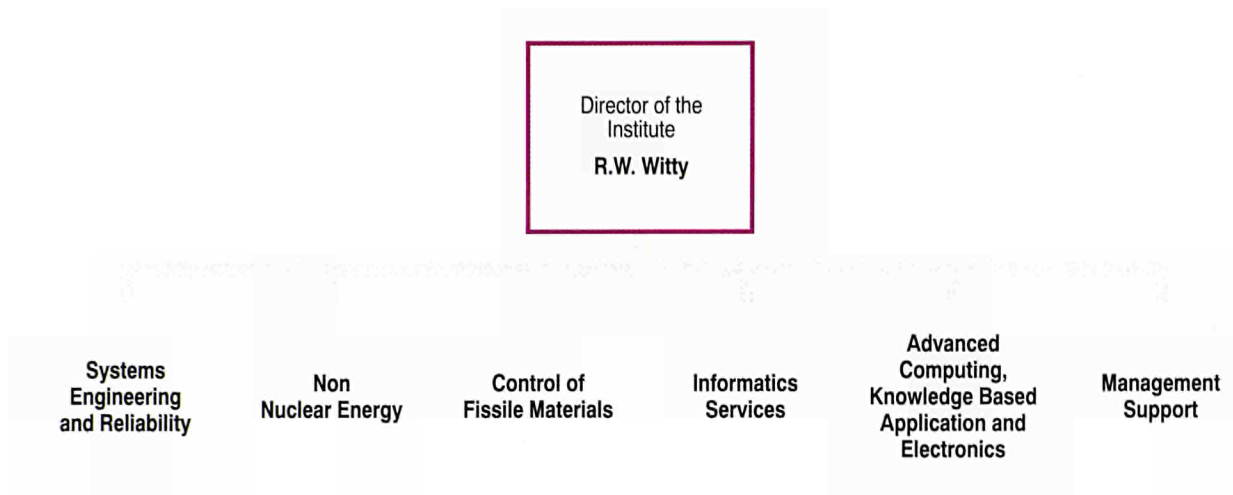 Director of the
Institute
R.W. Witty
Systems
Engineering
and Reliability
Non
Nuclear Energy
Control of
Fissile Materials
Informatics
Services
Advanced
Computing,
Knowledge Based
Application and
Electronics
Management
Support